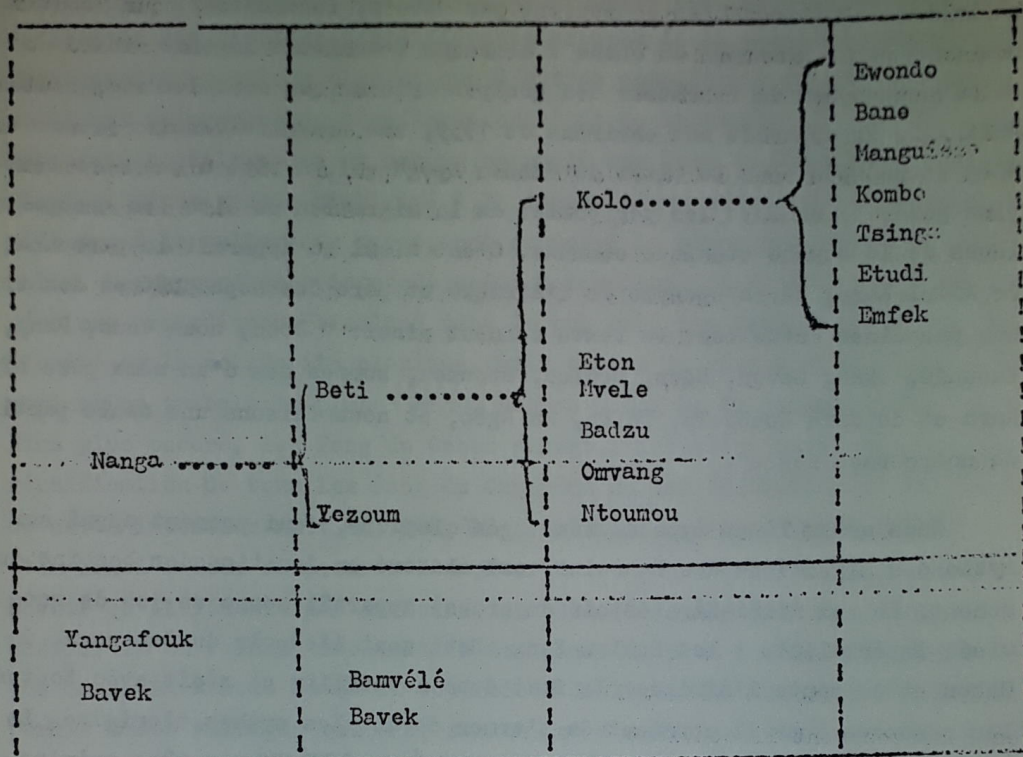 Ewondo
Bane
Kolo
Kombo
Etudi
Emfek
Eton
Beti
Mvele
Badzu
Nanga
Omvang
Yezoum
Ntoumou
Yangafouk
Bavek
Bamvélé
Bavek